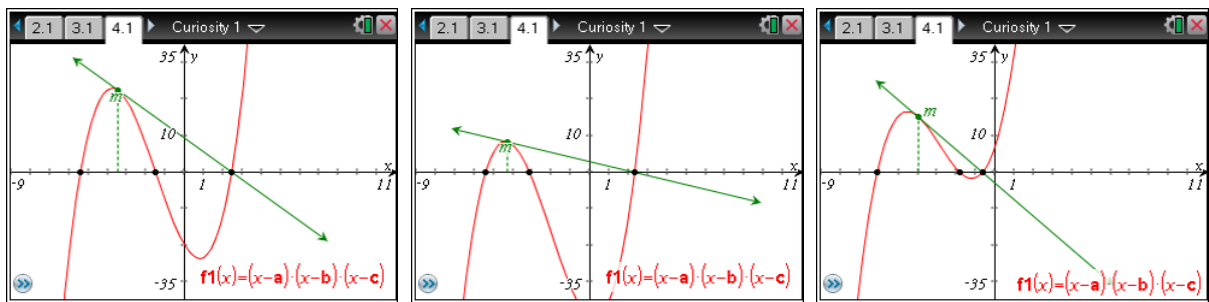 2.1 3.1 4.1 Curiosity 1
35 y
m
10
x
-9 1 11
-35
f1(x)=(x-a)·(x-b)·(x-c)
2.1 3.1 4.1 Curiosity 1
35 y
m
10
x
-9 1 11
-35
f1(x)=(x-a)·(x-b)·(x-c)
2.1 3.1 4.1 Curiosity 1
35 y
m
10
x
-9 1 11
-35
f1(x)=(x-a)·(x-b)·(x-c)